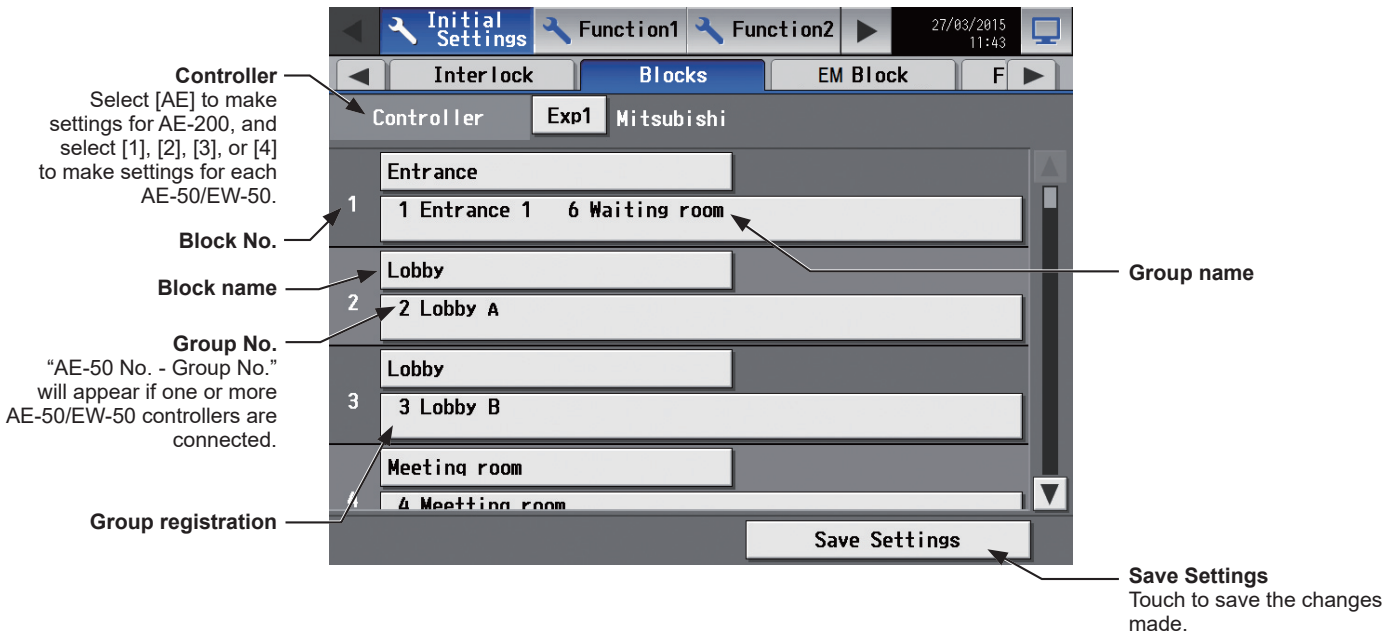 Initial
Settings
Function1
Function2
27/03/2015
11:43
Interlock
Blocks
EM Block
F
Controller
Exp1
Mitsubishi
Entrance
1
1 Entrance 1 6 Waiting room
Lobby
2
2 Lobby A
Lobby
3
3 Lobby B
Meeting room
4
4 Meetting room
Save Settings
Controller
Select [AE] to make
settings for AE-200, and
select [1], [2], [3], or [4]
to make settings for each
AE-50/EW-50.
Block No.
Block name
Group No.
“AE-50 No. - Group No.”
will appear if one or more
AE-50/EW-50 controllers are
connected.
Group registration
Group name
Save Settings
Touch to save the changes
made.